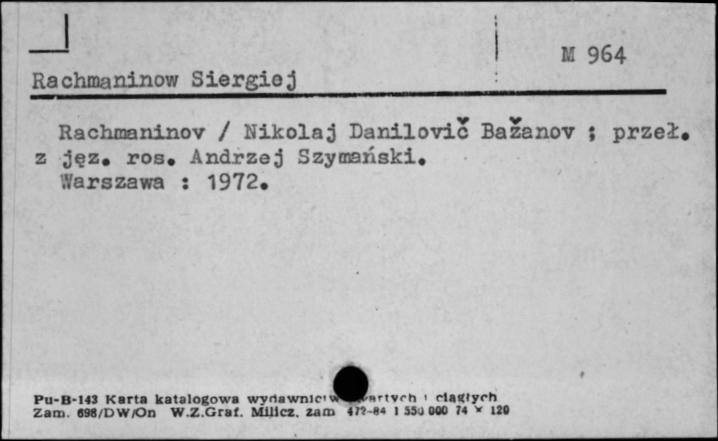 M 964
Rachmaninow Siergiej
Rachmaninov / Nikolaj Danilovič Bažanov ; przeł.
z jęz. ros. Andrzej Szymański.
Warszawa : 1972.
Pu-B-143 Karta katalogowa i ciągłych
Zam. 698/DW/On W.Z.Graf. Milicz, zam 472-84 1 550 000 74 × 120